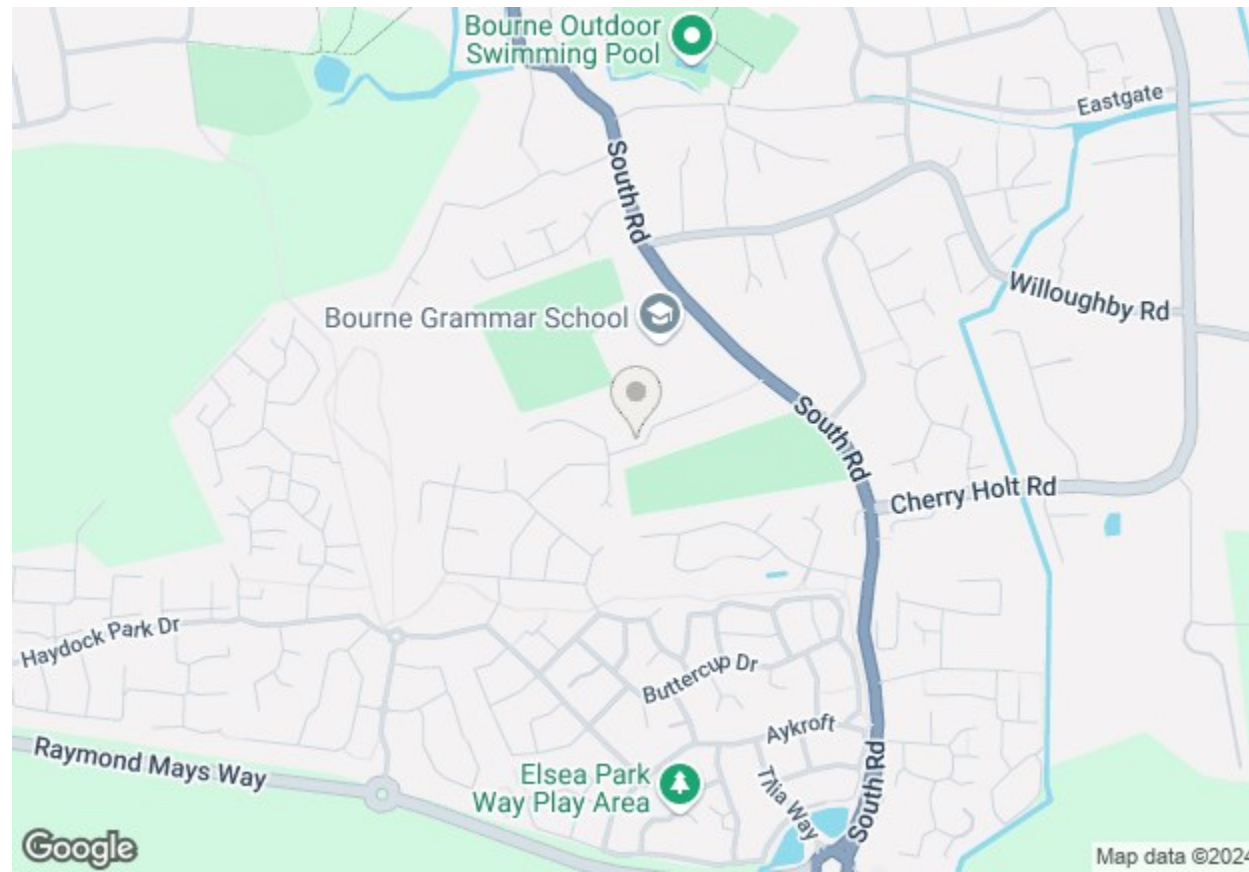 Bourne Outdoor
Swimming Pool
Eastgate
South Rd
Willoughby Rd
Bourne Grammar School
South Rd
Cherry Holt Rd
Haydock Park Dr
Buttercup Dr
Aykroft
Raymond Mays Way
Elsea Park
Way Play Area
Tilia Way
South Rd
Google
Map data ©2024